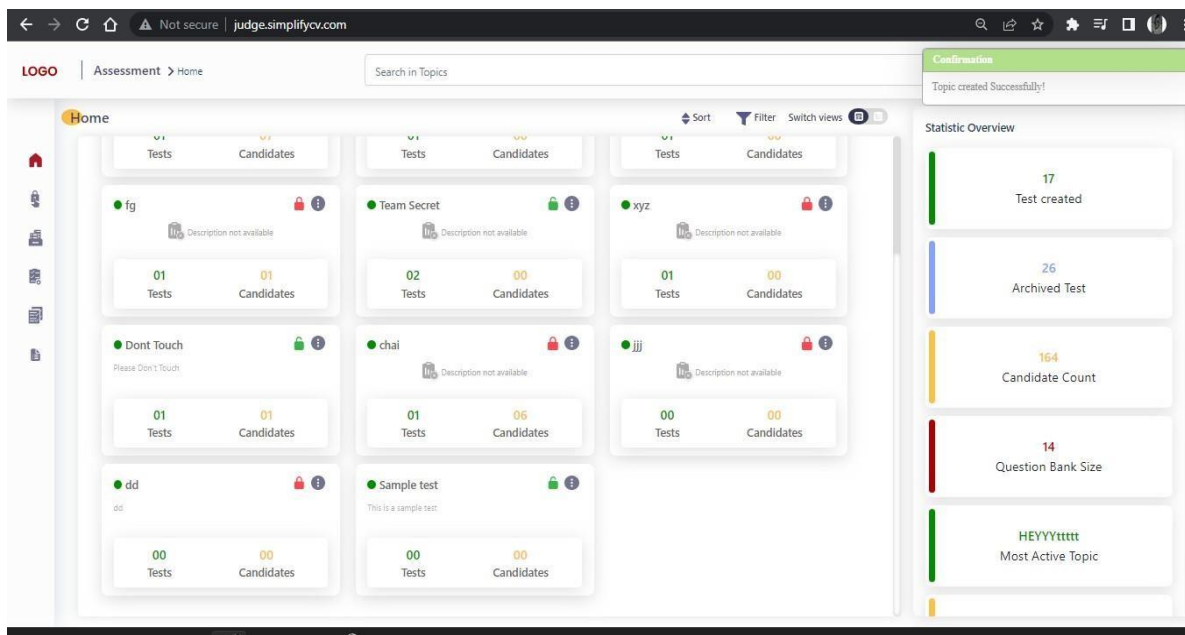 Not secure | judge.simplifycv.com
LOGO
Assessment > Home
Search in Topics
Confirmation
Topic created Successfully!
Home
Sort
Filter
Switch views
Statistic Overview
Tests Candidates Tests Candidates Tests Candidates
fg Team Secret xyz
Description not available Description not available Description not available
01 01 02 00 01 00
Tests Candidates Tests Candidates Tests Candidates
Dont Touch chai jjj
Please Don't Touch Description not available Description not available
01 01 01 06 00 00
Tests Candidates Tests Candidates Tests Candidates
dd Sample test
dd This is a sample test
00 00 00 00
Tests Candidates Tests Candidates
17
Test created
26
Archived Test
164
Candidate Count
14
Question Bank Size
HEYYYttttt
Most Active Topic